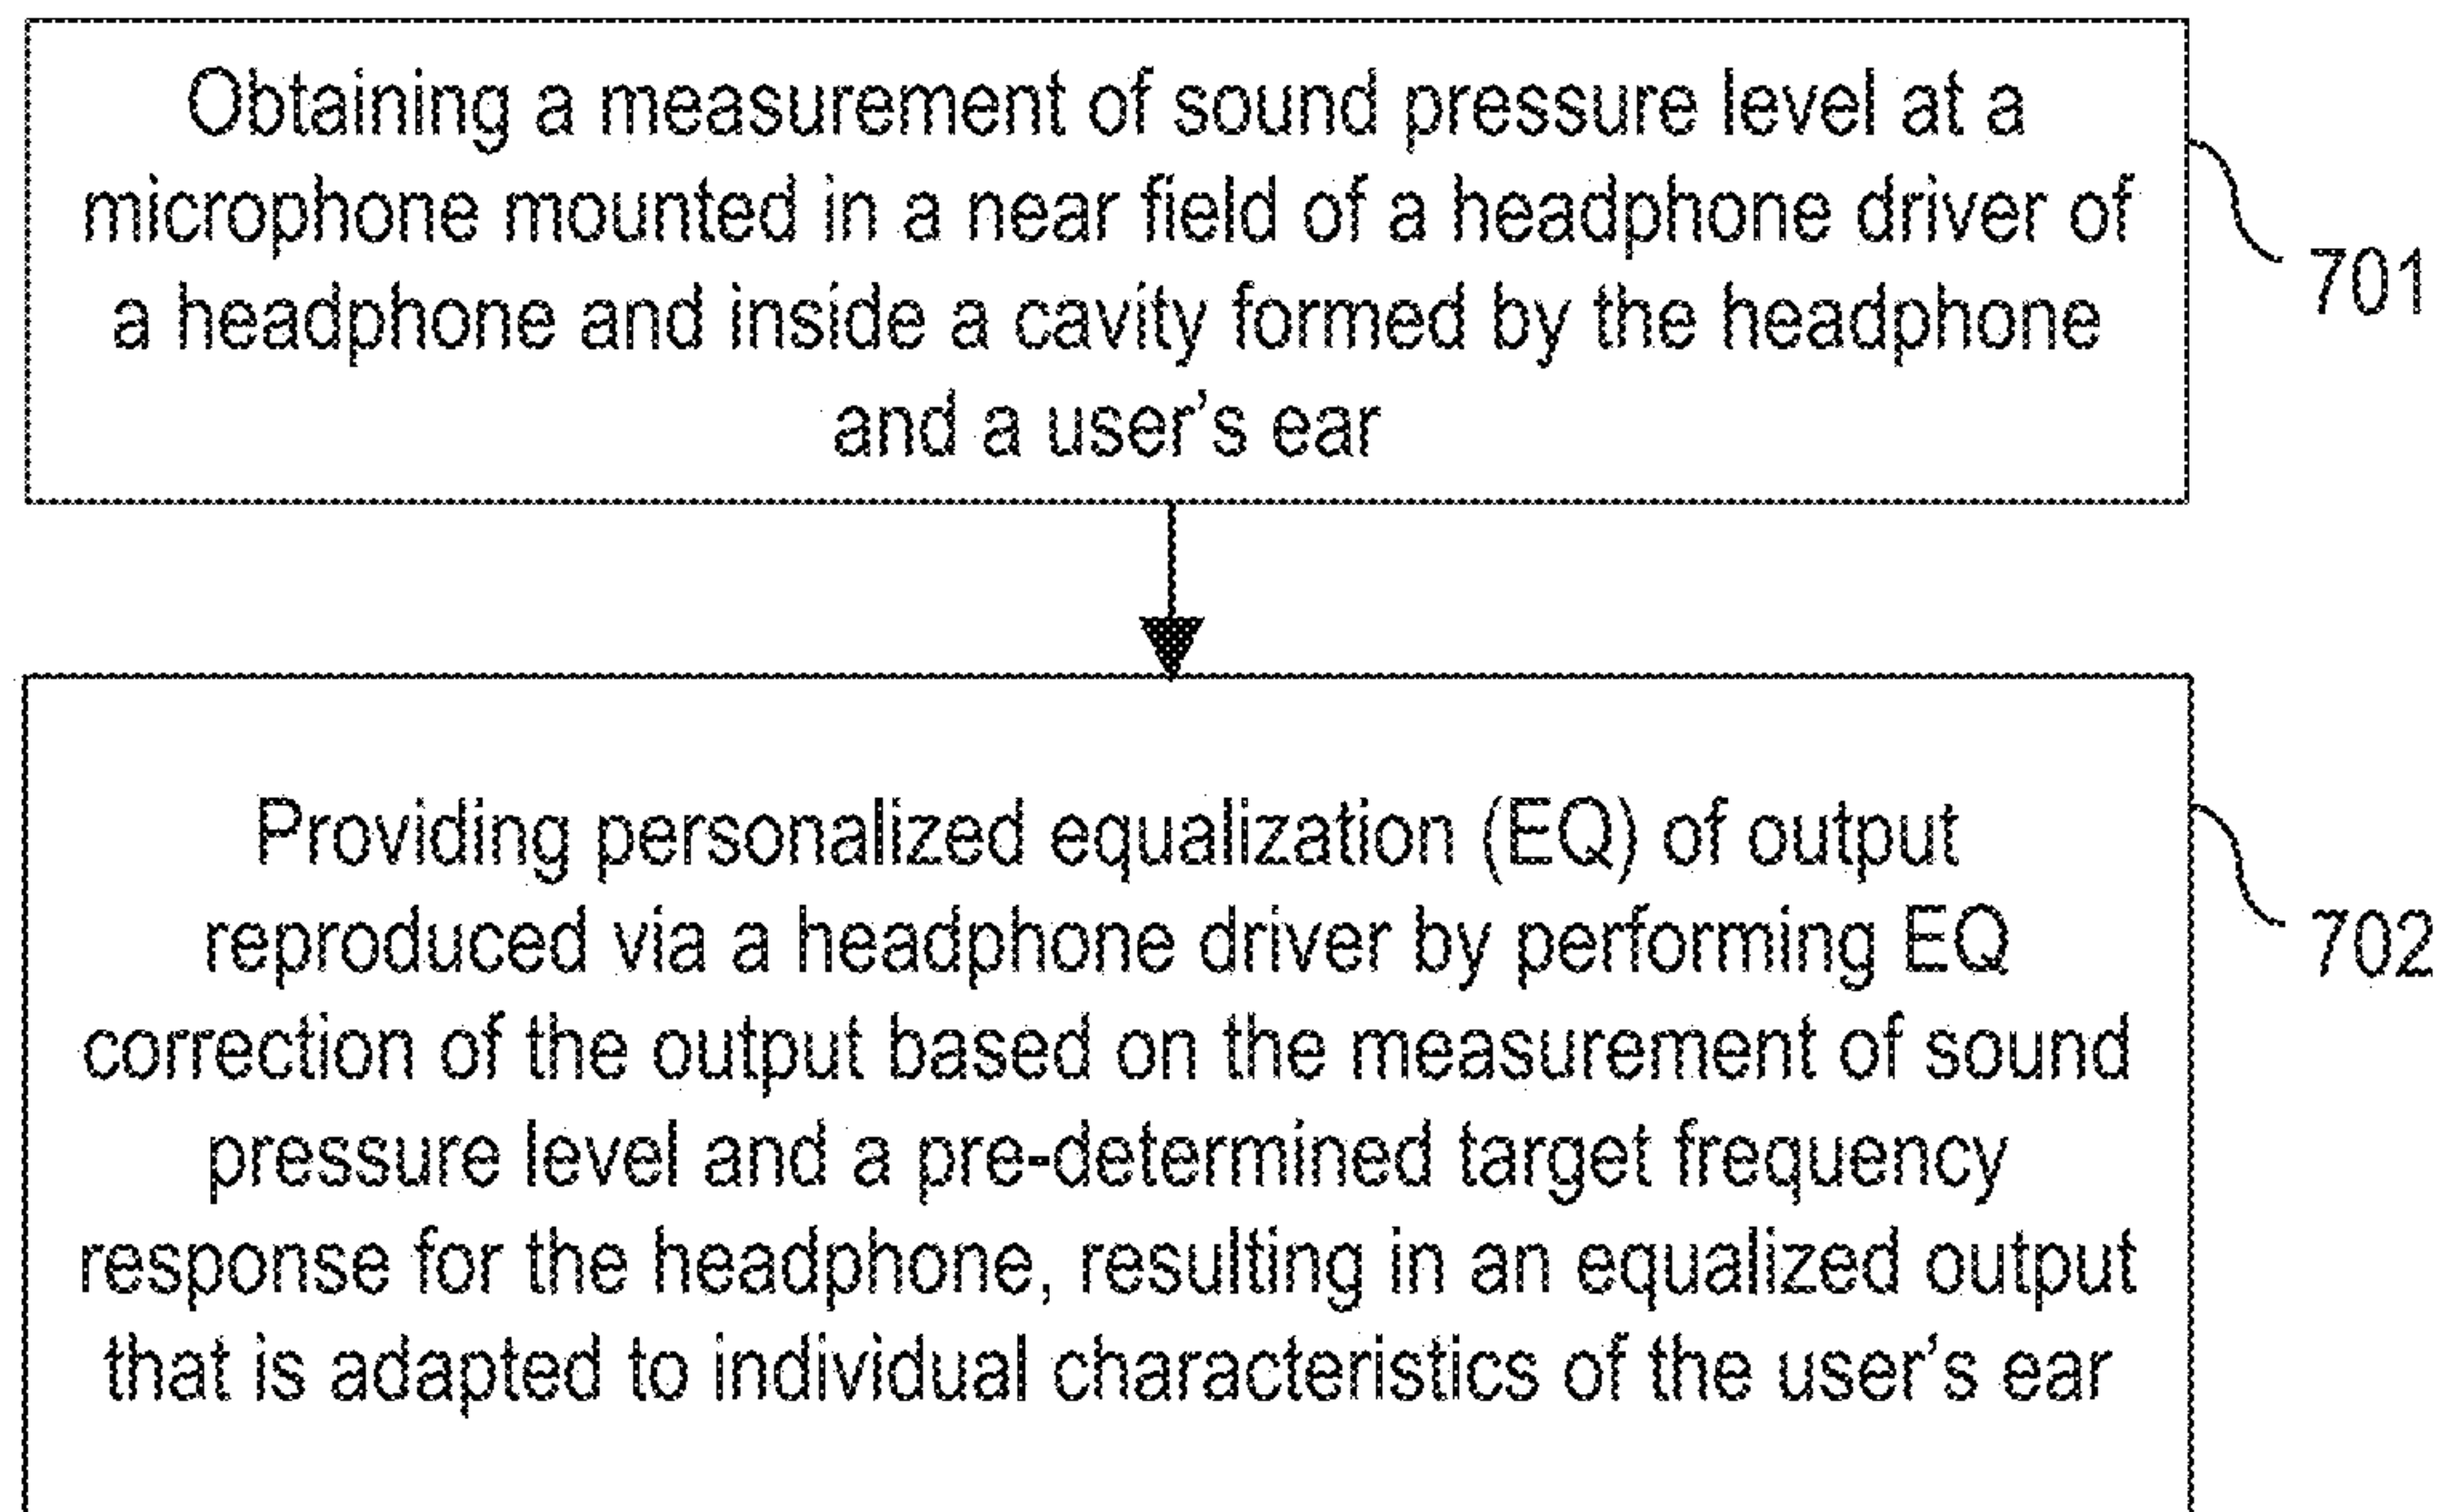 Obtaining a measurement of sound pressure level at a
microphone mounted in a near field of a headphone driver of
a headphone and inside a cavity formed by the headphone
and a user's ear
701
Providing personalized equalization (EQ) of output
reproduced via a headphone driver by performing EQ
correction of the output based on the measurement of sound
pressure level and a pre-determined target frequency
response for the headphone, resulting in an equalized output
that is adapted to individual characteristics of the user's ear
702